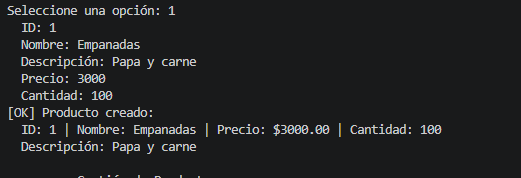 Seleccione una opción: 1
ID: 1
Nombre: Empanadas
Descripción: Papa y carne
Precio: 3000
Cantidad: 100
[OK] Producto creado:
ID: 1 | Nombre: Empanadas | Precio: $3000.00 | Cantidad: 100
Descripción: Papa y carne